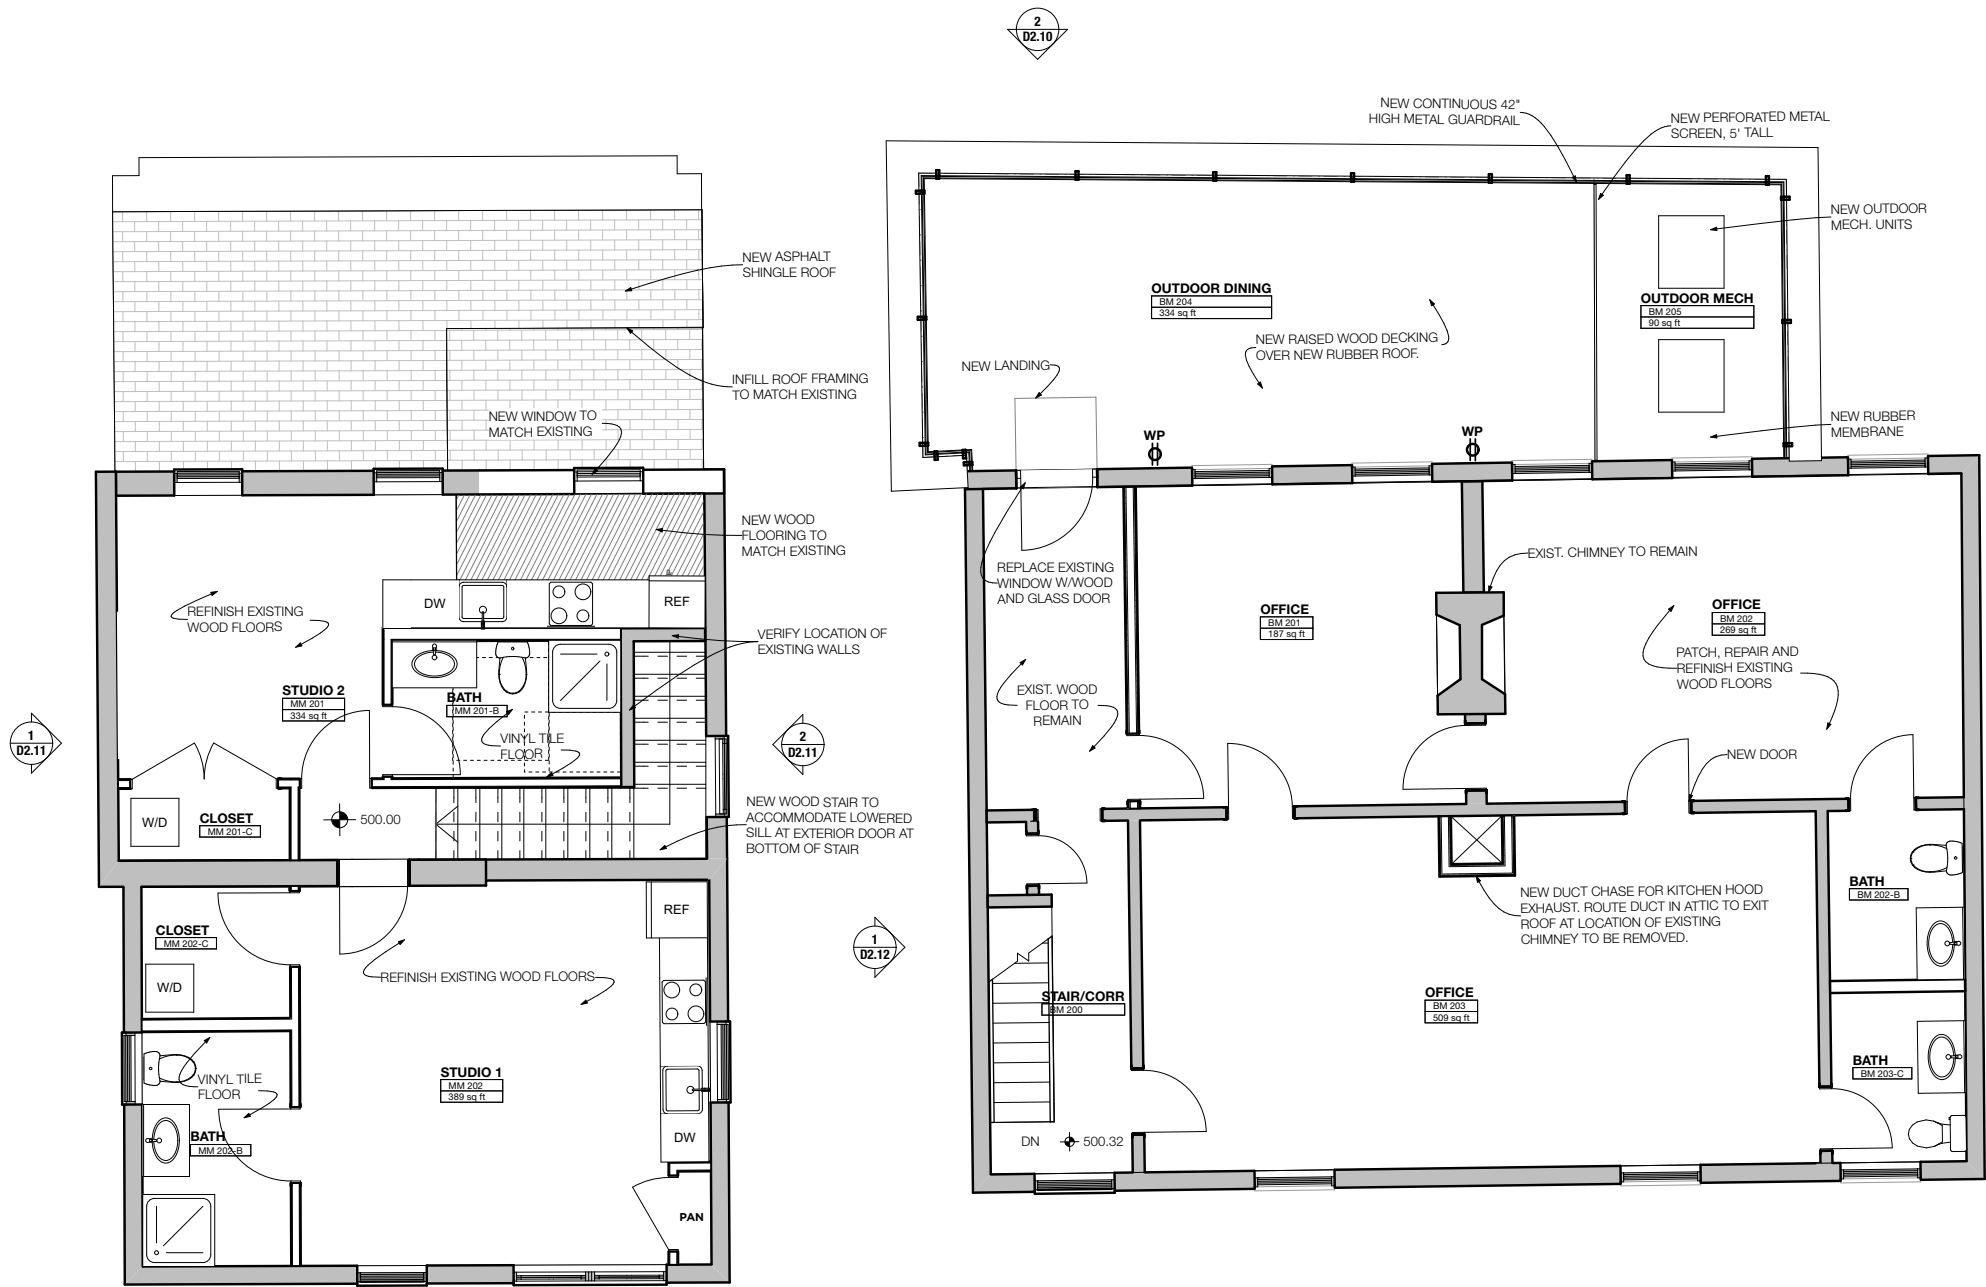 2
D2.10
NEW CONTINUOUS 42"
HIGH METAL GUARDRAIL
NEW PERFORATED METAL
SCREEN, 5' TALL
NEW OUTDOOR
MECH. UNITS
NEW ASPHALT
SHINGLE ROOF
OUTDOOR DINING
BM 204
334 sq ft
OUTDOOR MECH
BM 205
90 sq ft
NEW RAISED WOOD DECKING
OVER NEW RUBBER ROOF.
NEW LANDING
INFILL ROOF FRAMING
TO MATCH EXISTING
NEW WINDOW TO
MATCH EXISTING
NEW RUBBER
MEMBRANE
WP
WP
NEW WOOD
FLOORING TO
MATCH EXISTING
EXIST. CHIMNEY TO REMAIN
REPLACE EXISTING
WINDOW W/WOOD
AND GLASS DOOR
DW
REF
REFINISH EXISTING
WOOD FLOORS
OFFICE
BM 201
187 sq ft
OFFICE
BM 202
269 sq ft
VERIFY LOCATION OF
EXISTING WALLS
PATCH, REPAIR AND
REFINISH EXISTING
WOOD FLOORS
STUDIO 2
MM 201
334 sq ft
BATH
MM 201-B
EXIST. WOOD
FLOOR TO
REMAIN
1
D2.11
VINYL TILE
FLOOR
2
D2.11
NEW DOOR
W/D
CLOSET
MM 201-C
500.00
NEW WOOD STAIR TO
ACCOMMODATE LOWERED
SILL AT EXTERIOR DOOR AT
BOTTOM OF STAIR
BATH
BM 202-B
NEW DUCT CHASE FOR KITCHEN HOOD
EXHAUST. ROUTE DUCT IN ATTIC TO EXIT
ROOF AT LOCATION OF EXISTING
CHIMNEY TO BE REMOVED.
REF
CLOSET
MM 202-C
1
D2.12
W/D
REFINISH EXISTING WOOD FLOORS
STAIR/CORR
BM 200
OFFICE
BM 203
509 sq ft
BATH
BM 203-C
VINYL TILE
FLOOR
STUDIO 1
MM 202
389 sq ft
BATH
MM 202-B
DW
DN
500.32
PAN